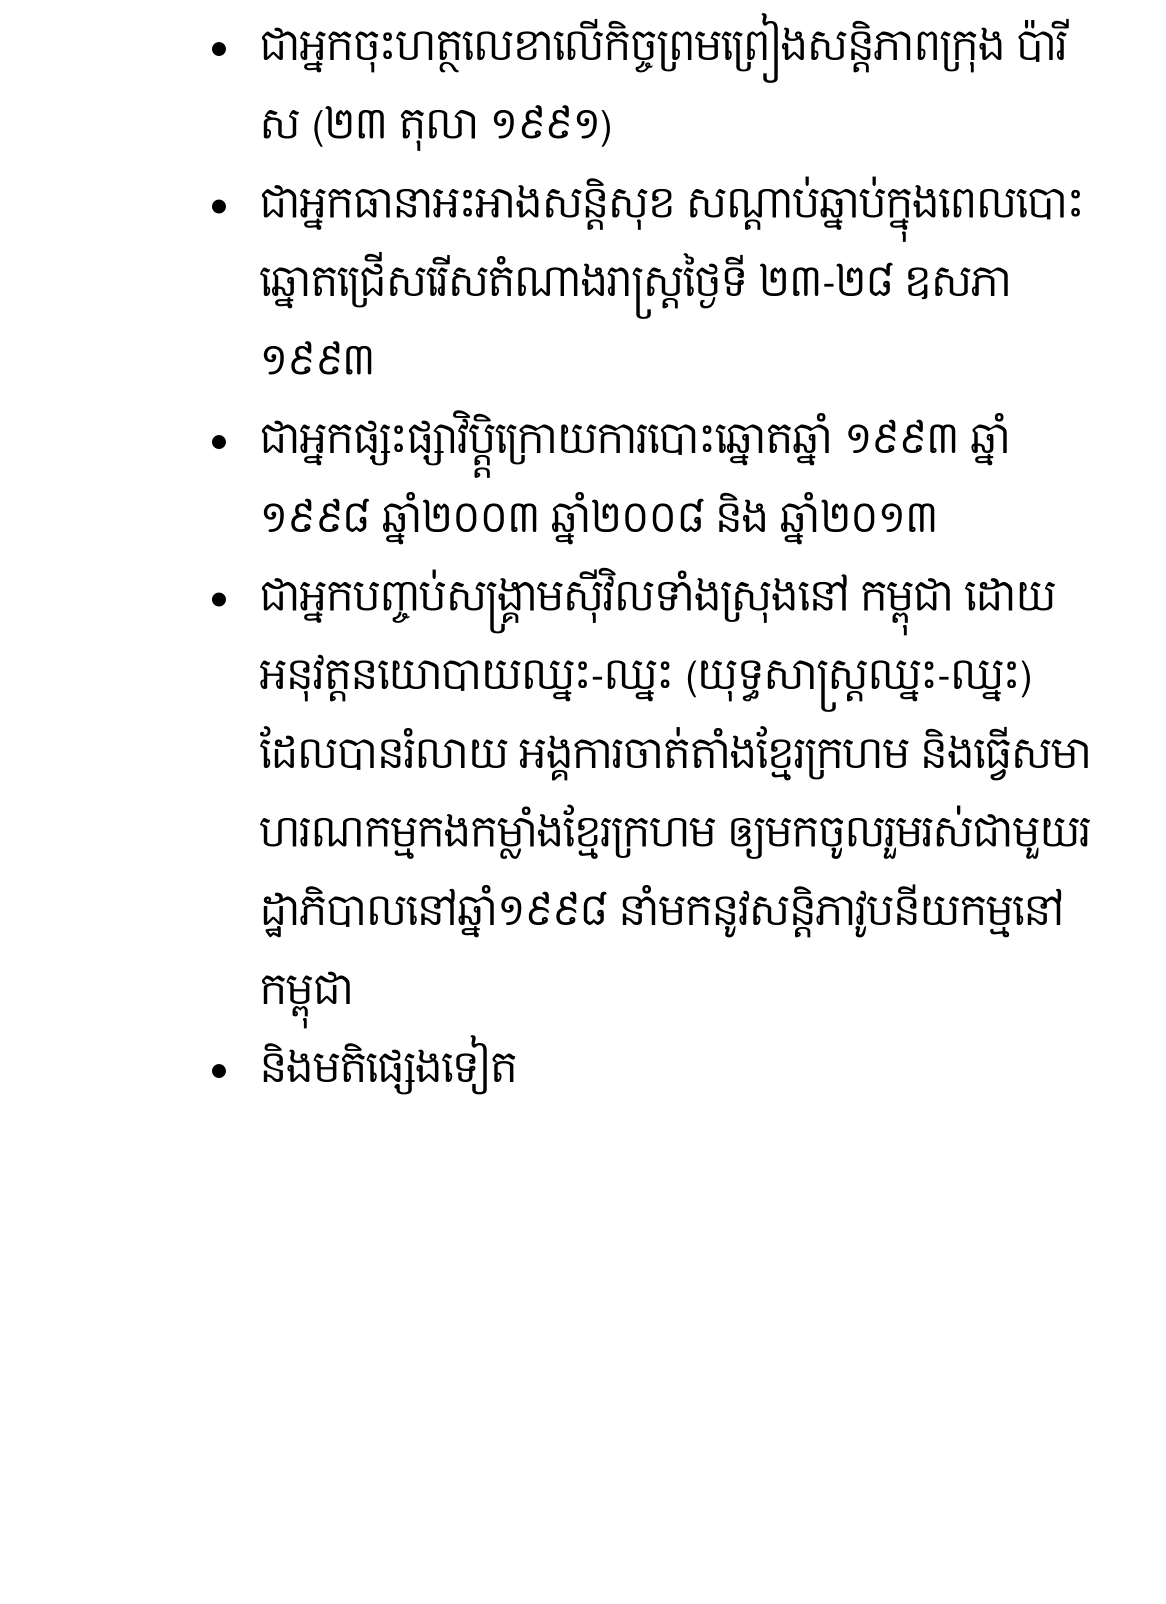 • ជាអ្នកចុះហត្ថលេខាលើកិច្ចព្រមព្រៀងសន្តិភាពក្រុង ប៉ារី
ស (២៣ តុលា ១៩៩១)
• ជាអ្នកធានាអះអាងសន្តិសុខ សណ្ដាប់ធ្នាប់ក្នុងពេលបោះ
ឆ្នោតជ្រើសរើសតំណាងរាស្ត្រថ្ងៃទី ២៣-២៨ ឧសភា
១៩៩៣
• ជាអ្នកផ្សះផ្សាវិប្ត្តិក្រោយការបោះឆ្នោតឆ្នាំ ១៩៩៣ ឆ្នាំ
១៩៩៨ ឆ្នាំ២០០៣ ឆ្នាំ២០០៨ និង ឆ្នាំ២០១៣
• ជាអ្នកបញ្ចប់សង្គ្រាមស៊ីវិលទាំងស្រុងនៅ កម្ពុជា ដោយ
អនុវត្តនយោបាយឈ្នះ-ឈ្នះ (យុទ្ធសាស្ត្រឈ្នះ-ឈ្នះ)
ដែលបានរំលាយ អង្គការចាត់តាំងខ្មែរក្រហម និងធ្វើសមា
ហរណកម្មកងកម្លាំងខ្មែរក្រហម ឲ្យមកចូលរួមរស់ជាមួយរ
ដ្ឋាភិបាលនៅឆ្នាំ១៩៩៨ នាំមកនូវសន្តិភាវូបនីយកម្មនៅ
កម្ពុជា
• និងមតិផ្សេងទៀត